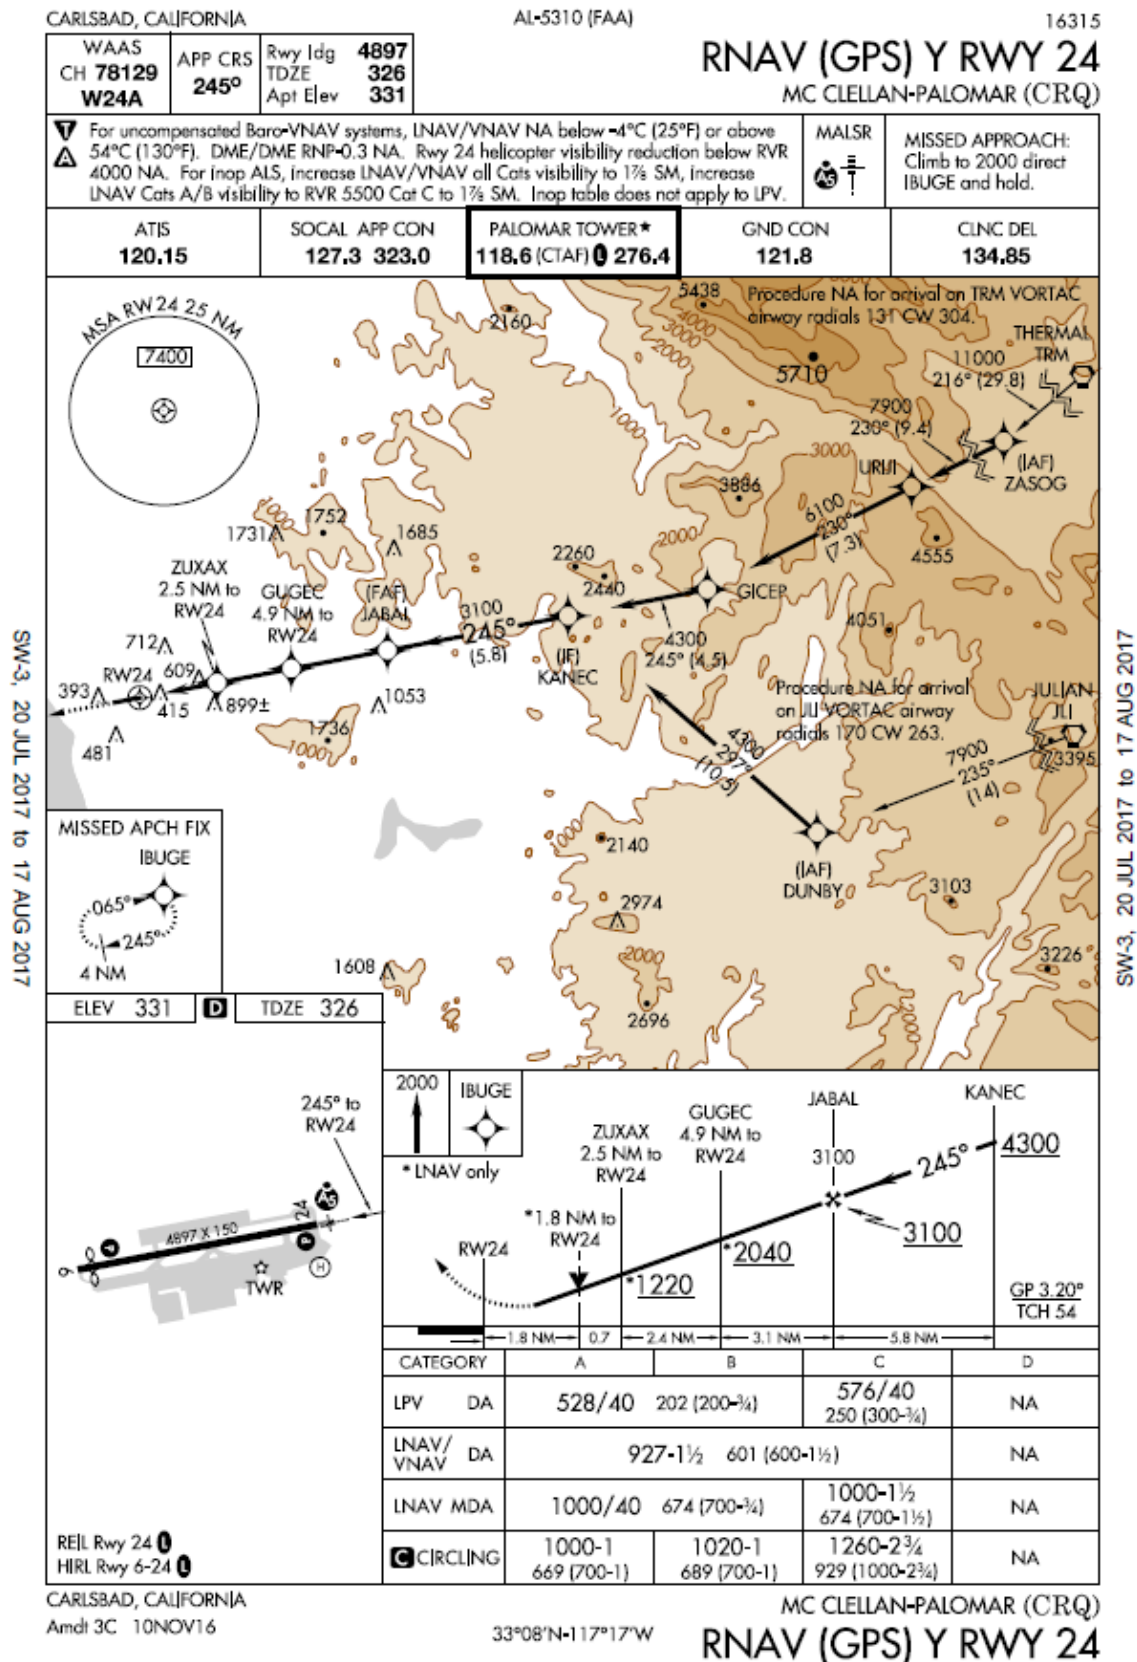 CARLSBAD, CALIFORNIA
AL-5310 (FAA)
16315
WAAS
CH 78129
W24A
APP CRS
245°
Rwy ldg 4897
TDZE 326
Apt Elev 331
RNAV (GPS) Y RWY 24
MC CLELLAN-PALOMAR (CRQ)
T
A
For uncompensated Baro-VNAV systems, LNAV/VNAV NA below -4°C (25°F) or above
54°C (130°F). DME/DME RNP-0.3 NA. Rwy 24 helicopter visibility reduction below RVR
4000 NA. For inop ALS, increase LNAV/VNAV all Cats visibility to 1⅞ SM, increase
LNAV Cats A/B visibility to RVR 5500 Cat C to 1⅞ SM. Inop table does not apply to LPV.
MALSR
A5
MISSED APPROACH:
Climb to 2000 direct
IBUGE and hold.
ATIS
120.15
SOCAL APP CON
127.3 323.0
PALOMAR TOWER★
118.6 (CTAF) L 276.4
GND CON
121.8
CLNC DEL
134.85
MSA RW24 25 NM
7400
2160
5438
4000
3000
2000
1000
5710
Procedure NA for arrival on TRM VORTAC
airway radials 131 CW 304.
THERMAL
TRM
11000
216° (29.8)
7900
230° (9.4)
(IAF)
ZASOG
URIJI
3000
3886
6100
230°
(7.3)
4555
2000
1000
1752
1731
1685
2260
2440
GICEP
ZUXAX
2.5 NM to
RW24
GUGEC
4.9 NM to
RW24
(FAF)
JABAL
3100
245°
(5.8)
(IF)
KANEC
4300
245° (4.5)
4051
712
RW24
609
393
415
899±
481
1053
1736
1000
Procedure NA for arrival
on JLI VORTAC airway
radials 170 CW 263.
JULIAN
JLI
3395
7900
235°
(14)
4300
297°
(10.5)
1000
2000
(IAF)
DUNBY
2140
2974
3103
2000
3226
1608
2696
2000
MISSED APCH FIX
IBUGE
065°
245°
4 NM
ELEV 331
D
TDZE 326
245° to
RW24
A5
24
4897 X 150
P
P
6
H
TWR
REIL Rwy 24 L
HIRL Rwy 6-24 L
2000
IBUGE
*LNAV only
RW24
*1.8 NM to
RW24
ZUXAX
2.5 NM to
RW24
GUGEC
4.9 NM to
RW24
JABAL
KANEC
3100
245°
4300
3100
*2040
*1220
GP 3.20°
TCH 54
1.8 NM
0.7
2.4 NM
3.1 NM
5.8 NM
CATEGORY A B C D
LPV DA 528/40 202 (200-¾) 576/40 250 (300-¾) NA
LNAV/VNAV DA 927-1½ 601 (600-1½) NA
LNAV MDA 1000/40 674 (700-¾) 1000-1½ 674 (700-1½) NA
C CIRCLING 1000-1 669 (700-1) 1020-1 689 (700-1) 1260-2¾ 929 (1000-2¾) NA
CARLSBAD, CALIFORNIA
Amdt 3C 10NOV16
33°08'N-117°17'W
MC CLELLAN-PALOMAR (CRQ)
RNAV (GPS) Y RWY 24
SW-3, 20 JUL 2017 to 17 AUG 2017
SW-3, 20 JUL 2017 to 17 AUG 2017